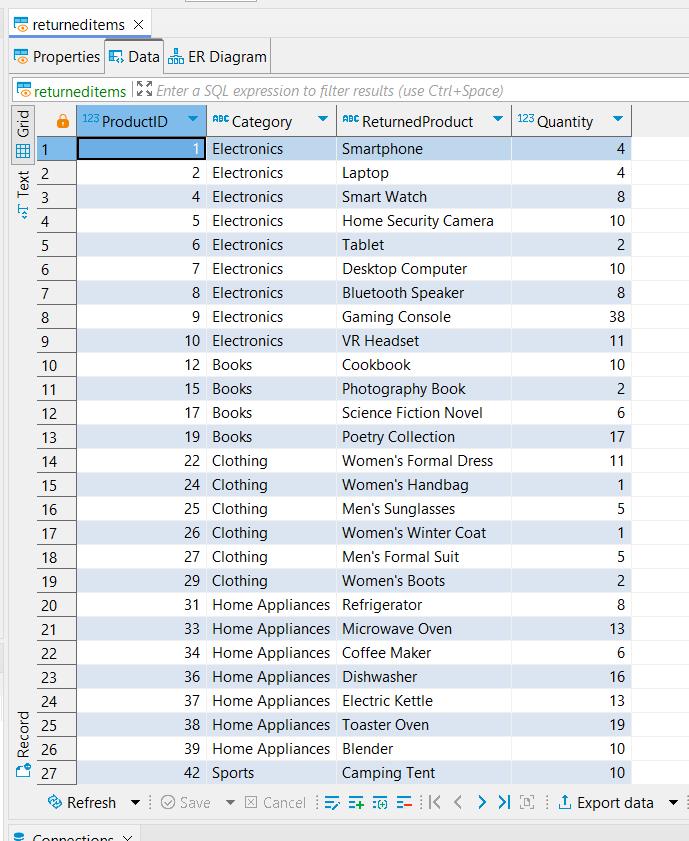 returneditems
Properties Data ER Diagram
returneditems Enter a SQL expression to filter results (use Ctrl+Space)
Grid
Text
Record
123 ProductID ABC Category ABC ReturnedProduct 123 Quantity
1 1 Electronics Smartphone 4
2 2 Electronics Laptop 4
3 4 Electronics Smart Watch 8
4 5 Electronics Home Security Camera 10
5 6 Electronics Tablet 2
6 7 Electronics Desktop Computer 10
7 8 Electronics Bluetooth Speaker 8
8 9 Electronics Gaming Console 38
9 10 Electronics VR Headset 11
10 12 Books Cookbook 10
11 15 Books Photography Book 2
12 17 Books Science Fiction Novel 6
13 19 Books Poetry Collection 17
14 22 Clothing Women's Formal Dress 11
15 24 Clothing Women's Handbag 1
16 25 Clothing Men's Sunglasses 5
17 26 Clothing Women's Winter Coat 1
18 27 Clothing Men's Formal Suit 5
19 29 Clothing Women's Boots 2
20 31 Home Appliances Refrigerator 8
21 33 Home Appliances Microwave Oven 13
22 34 Home Appliances Coffee Maker 6
23 36 Home Appliances Dishwasher 16
24 37 Home Appliances Electric Kettle 13
25 38 Home Appliances Toaster Oven 19
26 39 Home Appliances Blender 10
27 42 Sports Camping Tent 10
Refresh Save Cancel Export data
Connections